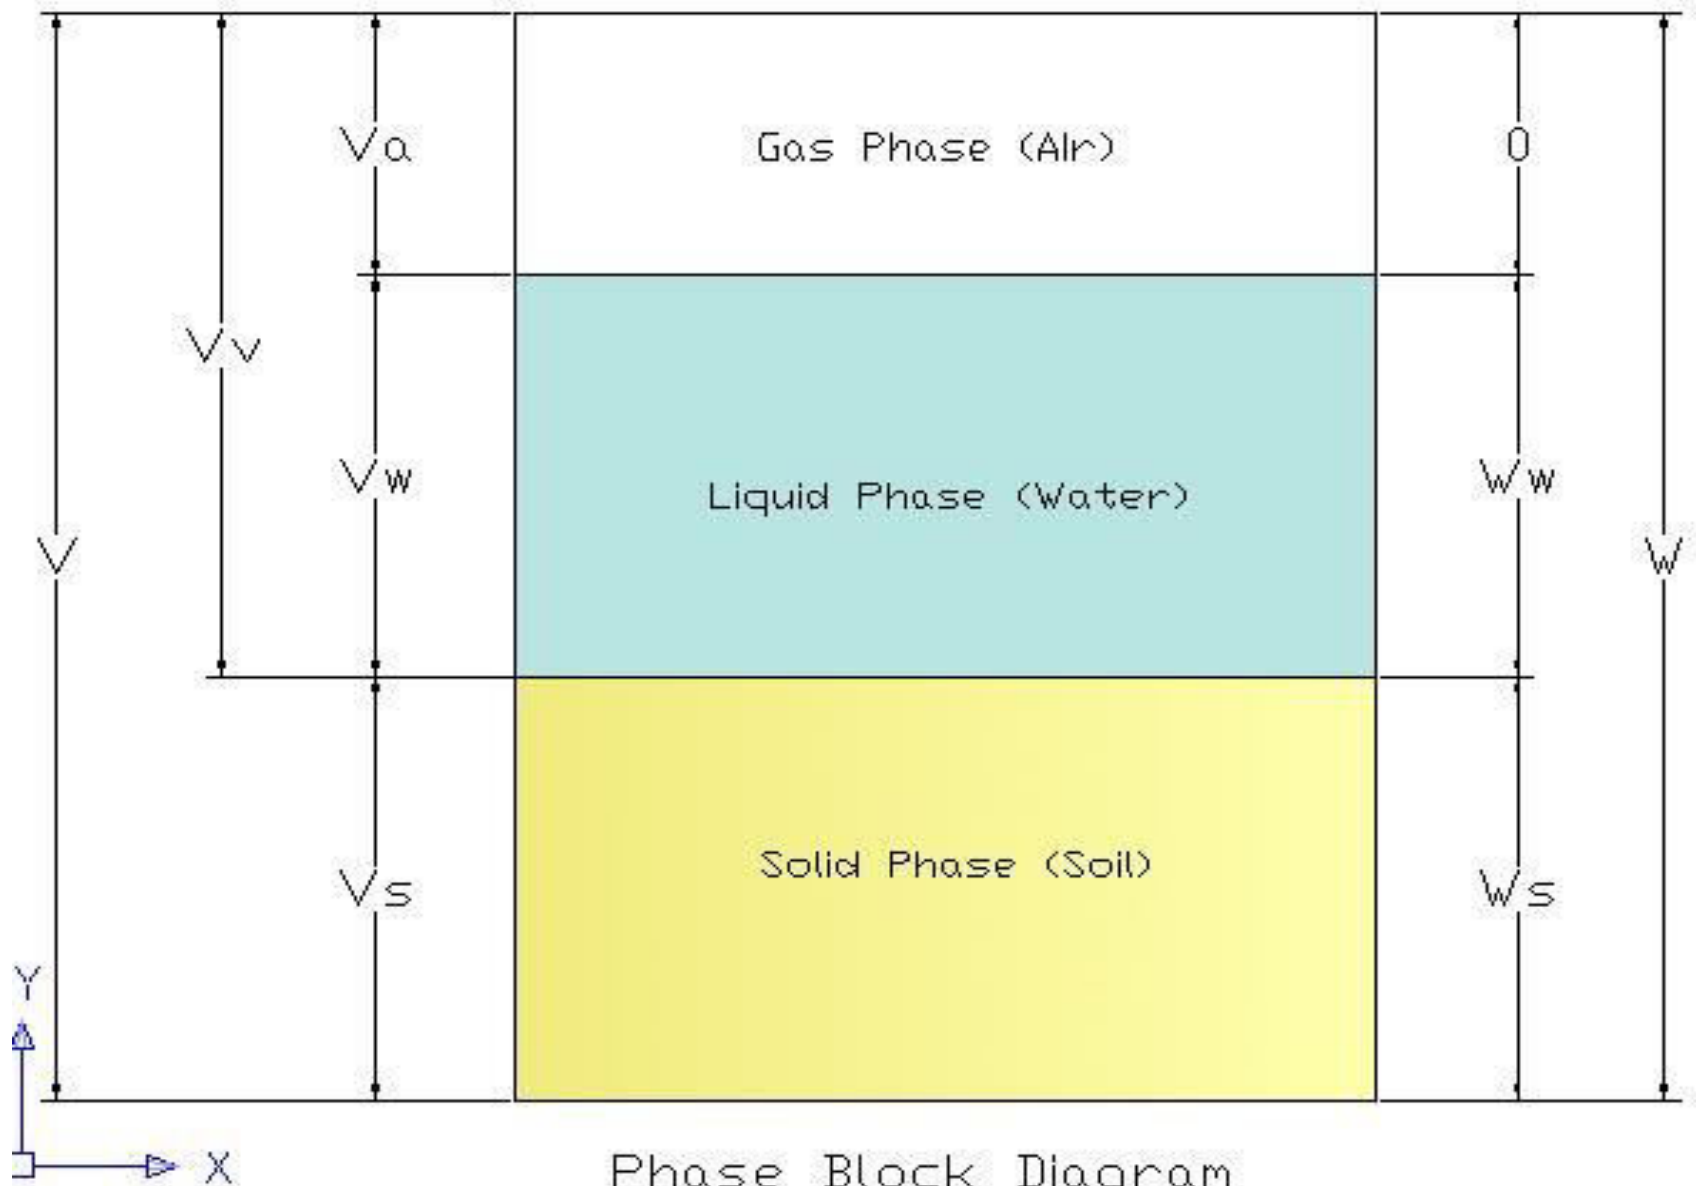 Va
Gas Phase (AIr)
0
Vv
Vw
Liquid Phase (Water)
Ww
V
W
Solid Phase (Soil)
Vs
Ws
Y
X
Phase Block Diagram